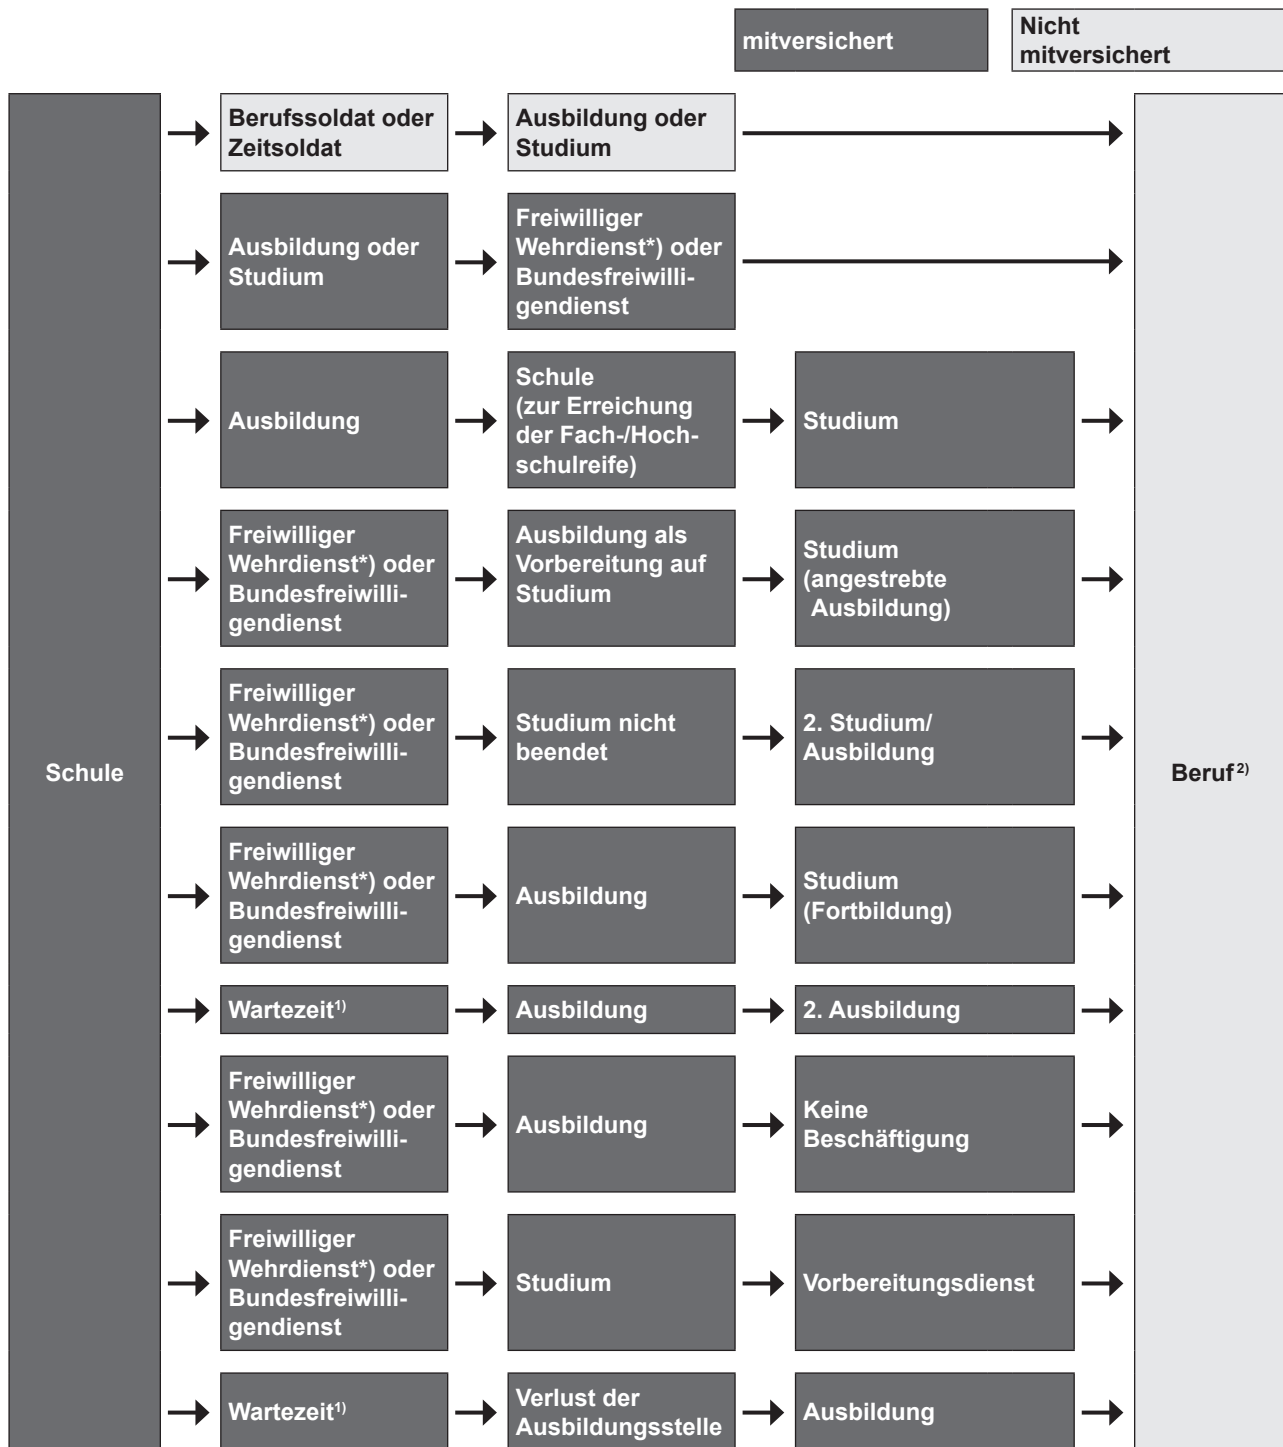 mitversichert
Nicht
mitversichert
Schule
Berufssoldat oder
Zeitsoldat
Ausbildung oder
Studium
Ausbildung oder
Studium
Freiwilliger
Wehrdienst*) oder
Bundesfreiwilli-
gendienst
Ausbildung
Schule
(zur Erreichung
der Fach-/Hoch-
schulreife)
Studium
Freiwilliger
Wehrdienst*) oder
Bundesfreiwilli-
gendienst
Ausbildung als
Vorbereitung auf
Studium
Studium
(angestrebte
Ausbildung)
Freiwilliger
Wehrdienst*) oder
Bundesfreiwilli-
gendienst
Studium nicht
beendet
2. Studium/
Ausbildung
Freiwilliger
Wehrdienst*) oder
Bundesfreiwilli-
gendienst
Ausbildung
Studium
(Fortbildung)
Wartezeit1)
Ausbildung
2. Ausbildung
Freiwilliger
Wehrdienst*) oder
Bundesfreiwilli-
gendienst
Ausbildung
Keine
Beschäftigung
Freiwilliger
Wehrdienst*) oder
Bundesfreiwilli-
gendienst
Studium
Vorbereitungsdienst
Wartezeit1)
Verlust der
Ausbildungsstelle
Ausbildung
Beruf2)